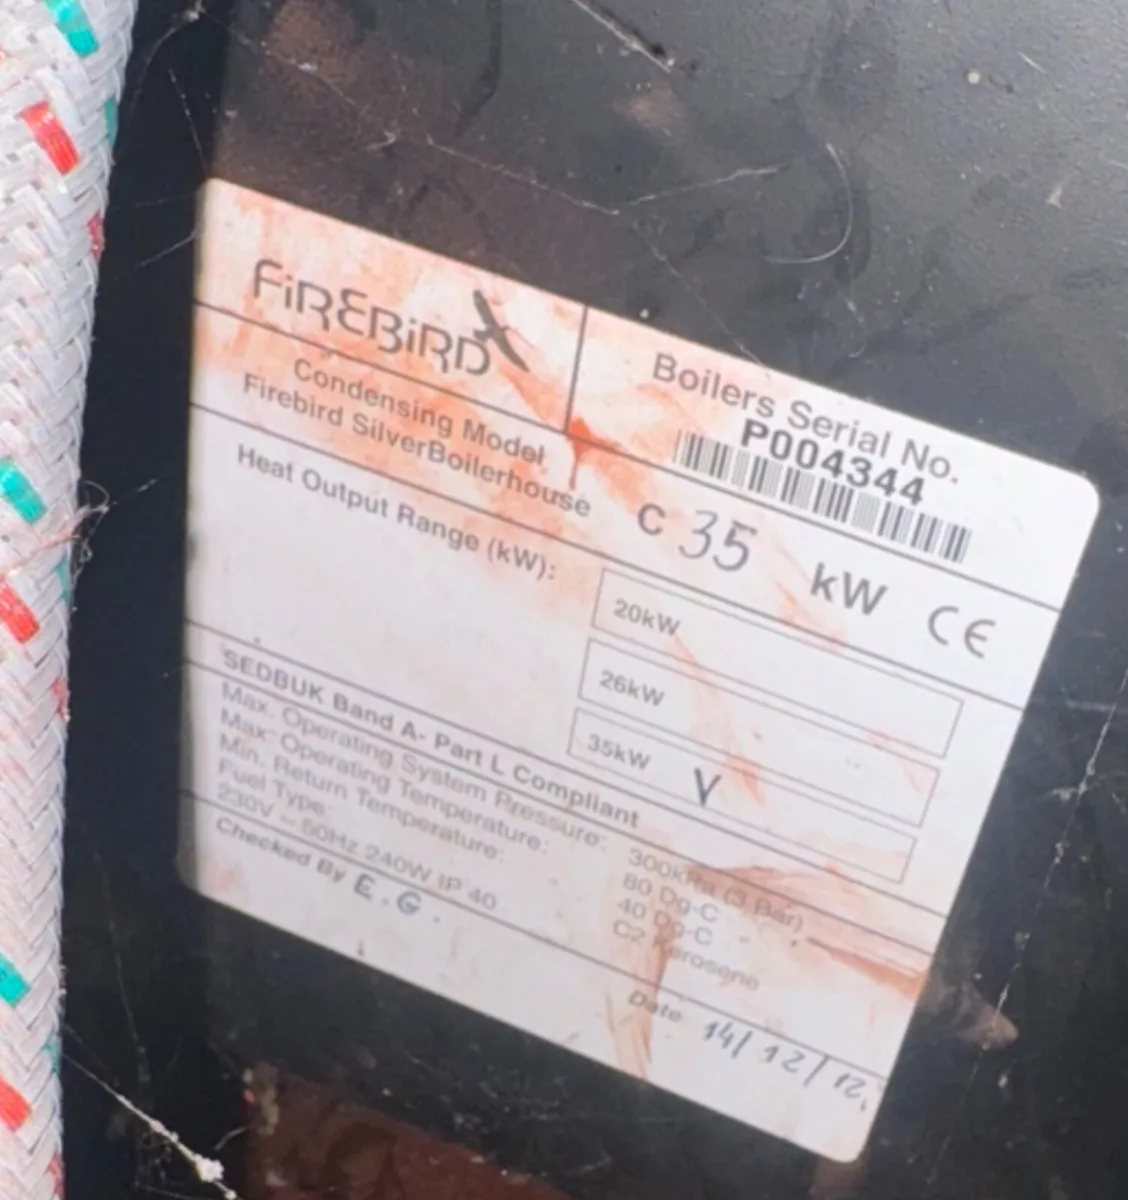 FiREBiRD
Boilers Serial No.
P004344
Condensing Model
Firebird SilverBoilerhouse
C 35 kW CE
Heat Output Range (kW):
20kW
26kW
35kW V
SEDBUK Band A- Part L Compliant
Max. Operating System Pressure: 300kPa (3 Bar)
Max. Operating Temperature: 80 Dg-C
Min. Return Temperature: 40 Dg-C
Fuel Type: C2 Kerosene
230V ~ 50Hz 240W IP 40
Checked By E.G.
Date 14/12/12.